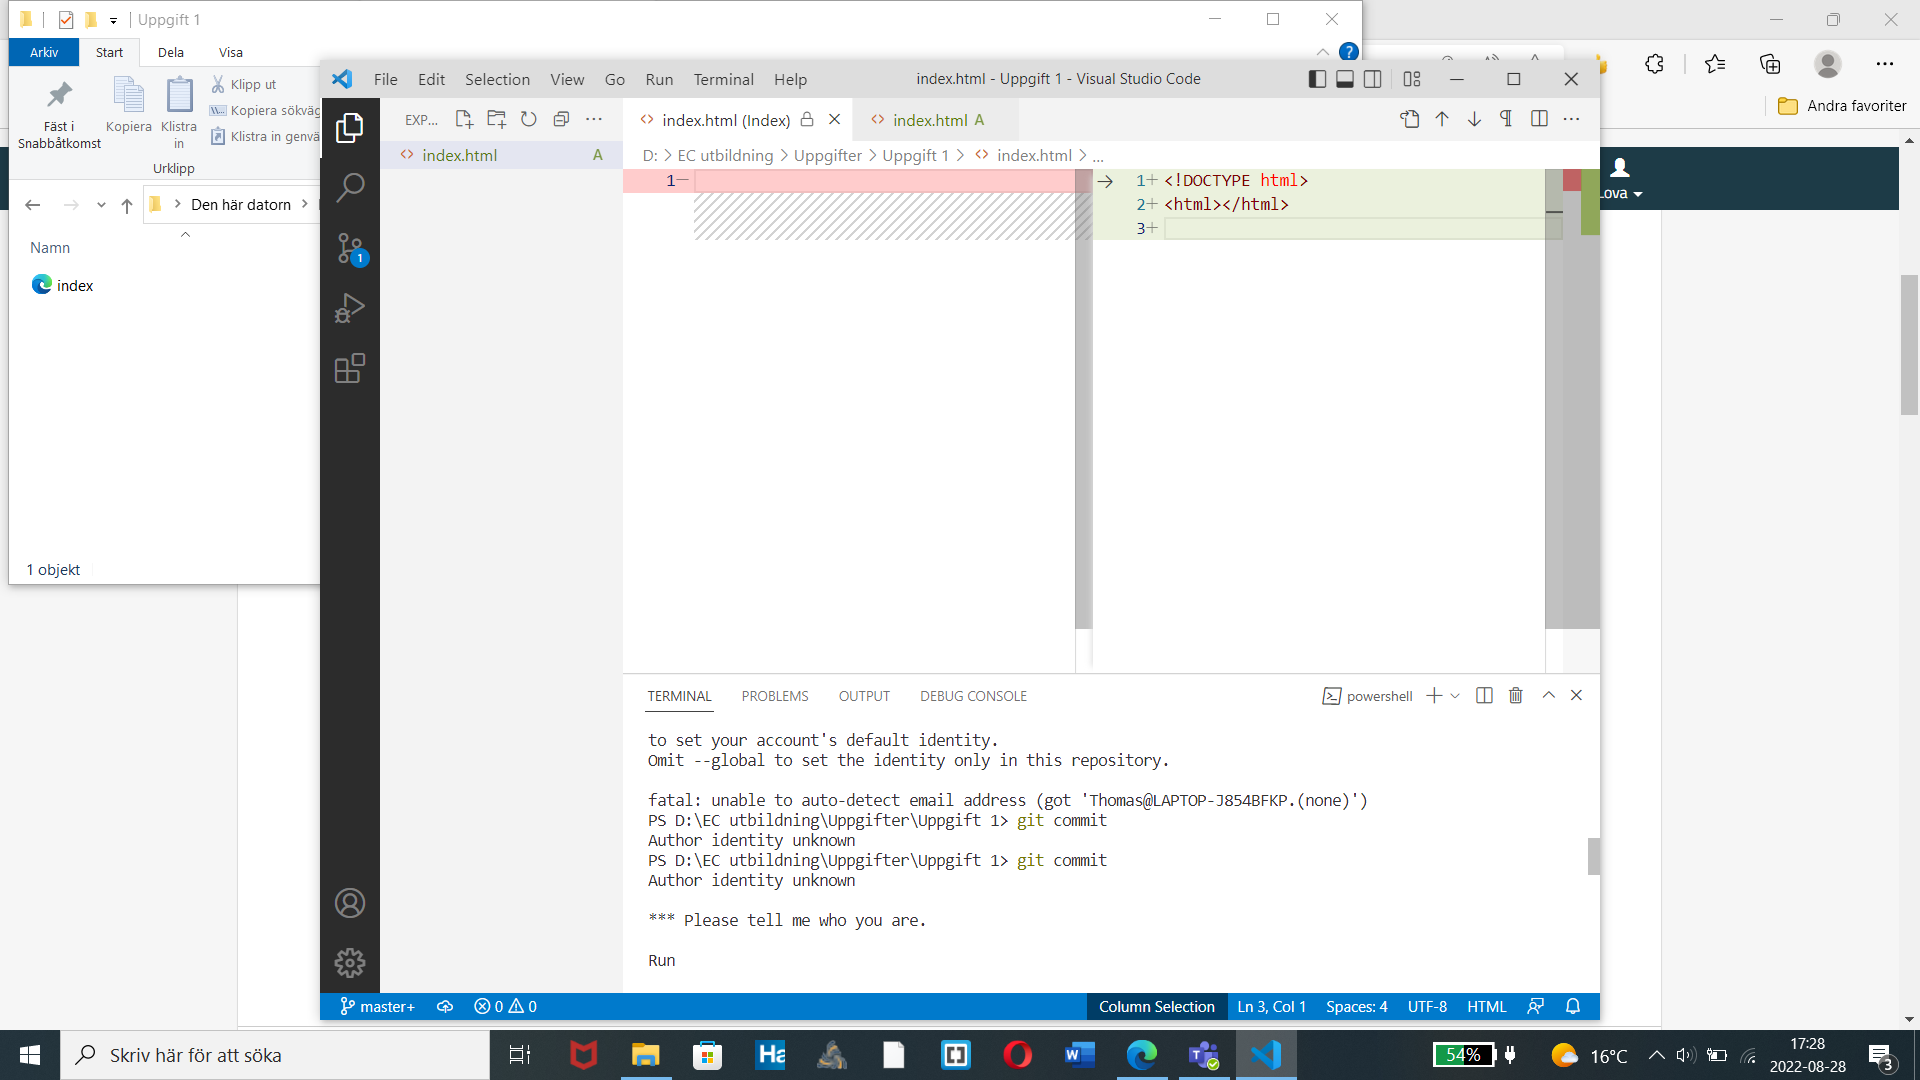 Uppgift 1
Arkiv
Start
Dela
Visa
?
Fäst i
Snabbåtkomst
Kopiera
Klistra
in
Klipp ut
Kopiera sökväg
Klistra in genvä
Urklipp
Den här datorn
Namn
index
1 objekt
File
Edit
Selection
View
Go
Run
Terminal
Help
index.html - Uppgift 1 - Visual Studio Code
EXP...
index.html (Index)
index.html A
index.html
A
D: > EC utbildning > Uppgifter > Uppgift 1 > index.html > ...
1
1
1+ <!DOCTYPE html>
2+ <html></html>
3+
Andra favoriter
Lova
TERMINAL
PROBLEMS
OUTPUT
DEBUG CONSOLE
powershell
to set your account's default identity.
Omit --global to set the identity only in this repository.
fatal: unable to auto-detect email address (got 'Thomas@LAPTOP-J854BFKP.(none)')
PS D:\EC utbildning\Uppgifter\Uppgift 1> git commit
Author identity unknown
PS D:\EC utbildning\Uppgifter\Uppgift 1> git commit
Author identity unknown
*** Please tell me who you are.
Run
master+
0
0
Column Selection
Ln 3, Col 1
Spaces: 4
UTF-8
HTML
Skriv här för att söka
Ha
W
54%
16°C
17:28
2022-08-28
3